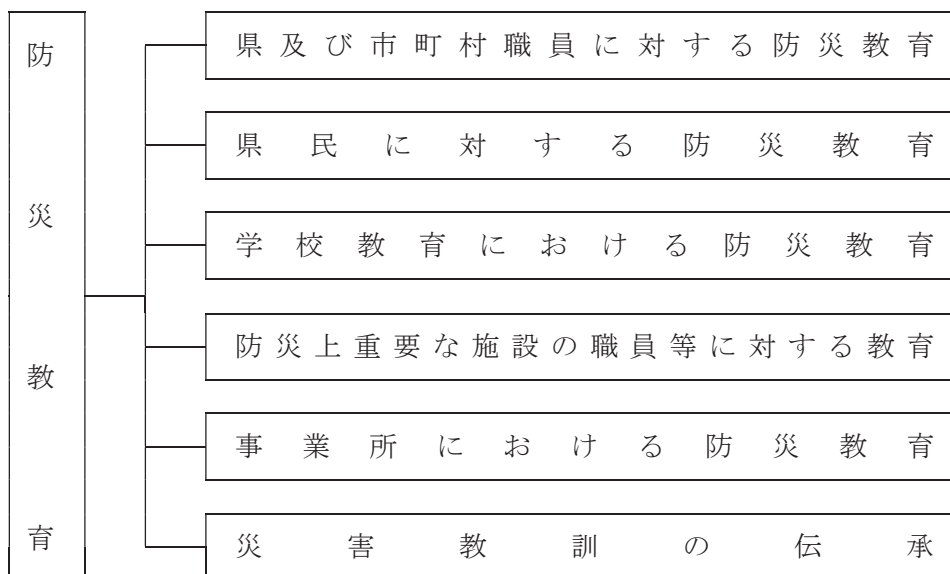 防災教育
県及び市町村職員に対する防災教育
県民に対する防災教育
学校教育における防災教育
防災上重要な施設の職員等に対する教育
事業所における防災教育
災害教訓の伝承